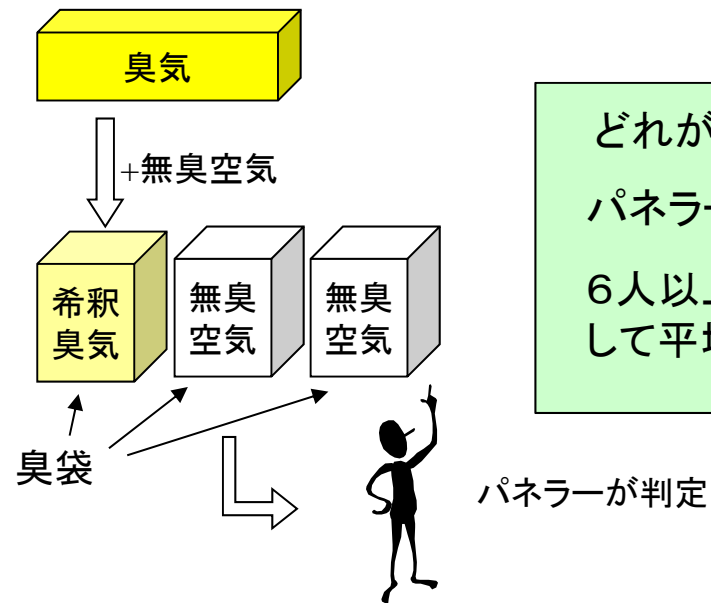 臭気
+無臭空気
希釈
臭気
無臭
空気
無臭
空気
臭袋
パネラーが判定
どれが
パネラー
6人以上
して平均